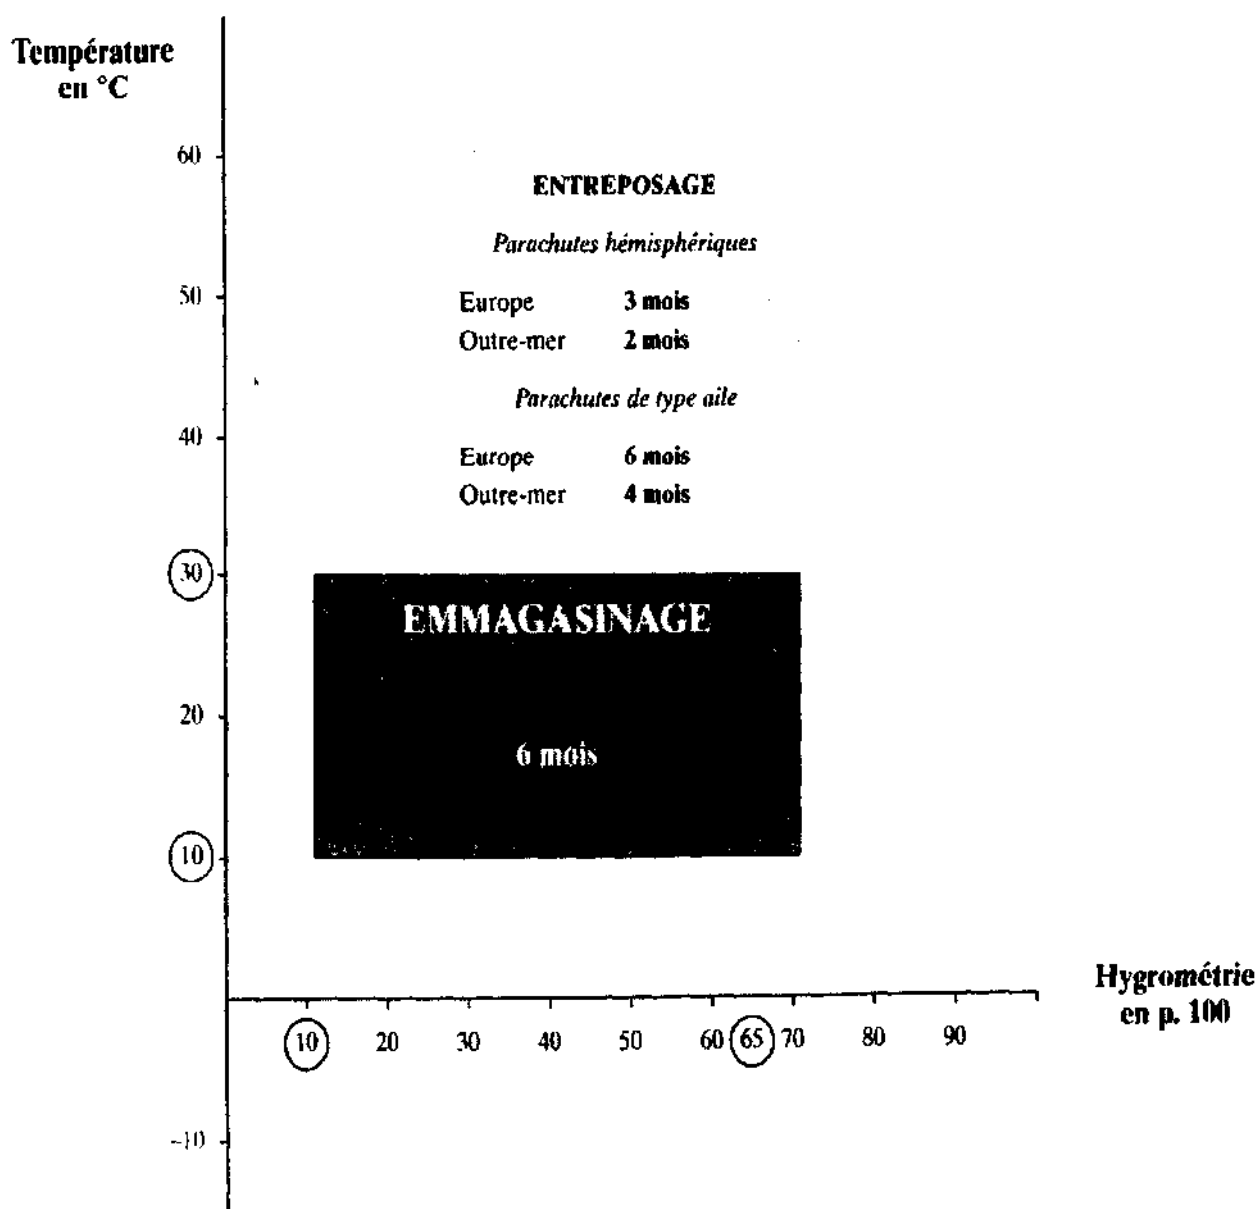 Température
en °C
60
ENTREPOSAGE
Parachutes hémisphériques
50
Europe 3 mois
Outre-mer 2 mois
Parachutes de type aile
40
Europe 6 mois
Outre-mer 4 mois
30
EMMAGASINAGE
20
6 mois
10
Hygrométrie
en p. 100
10 20 30 40 50 60 65 70 80 90
-10